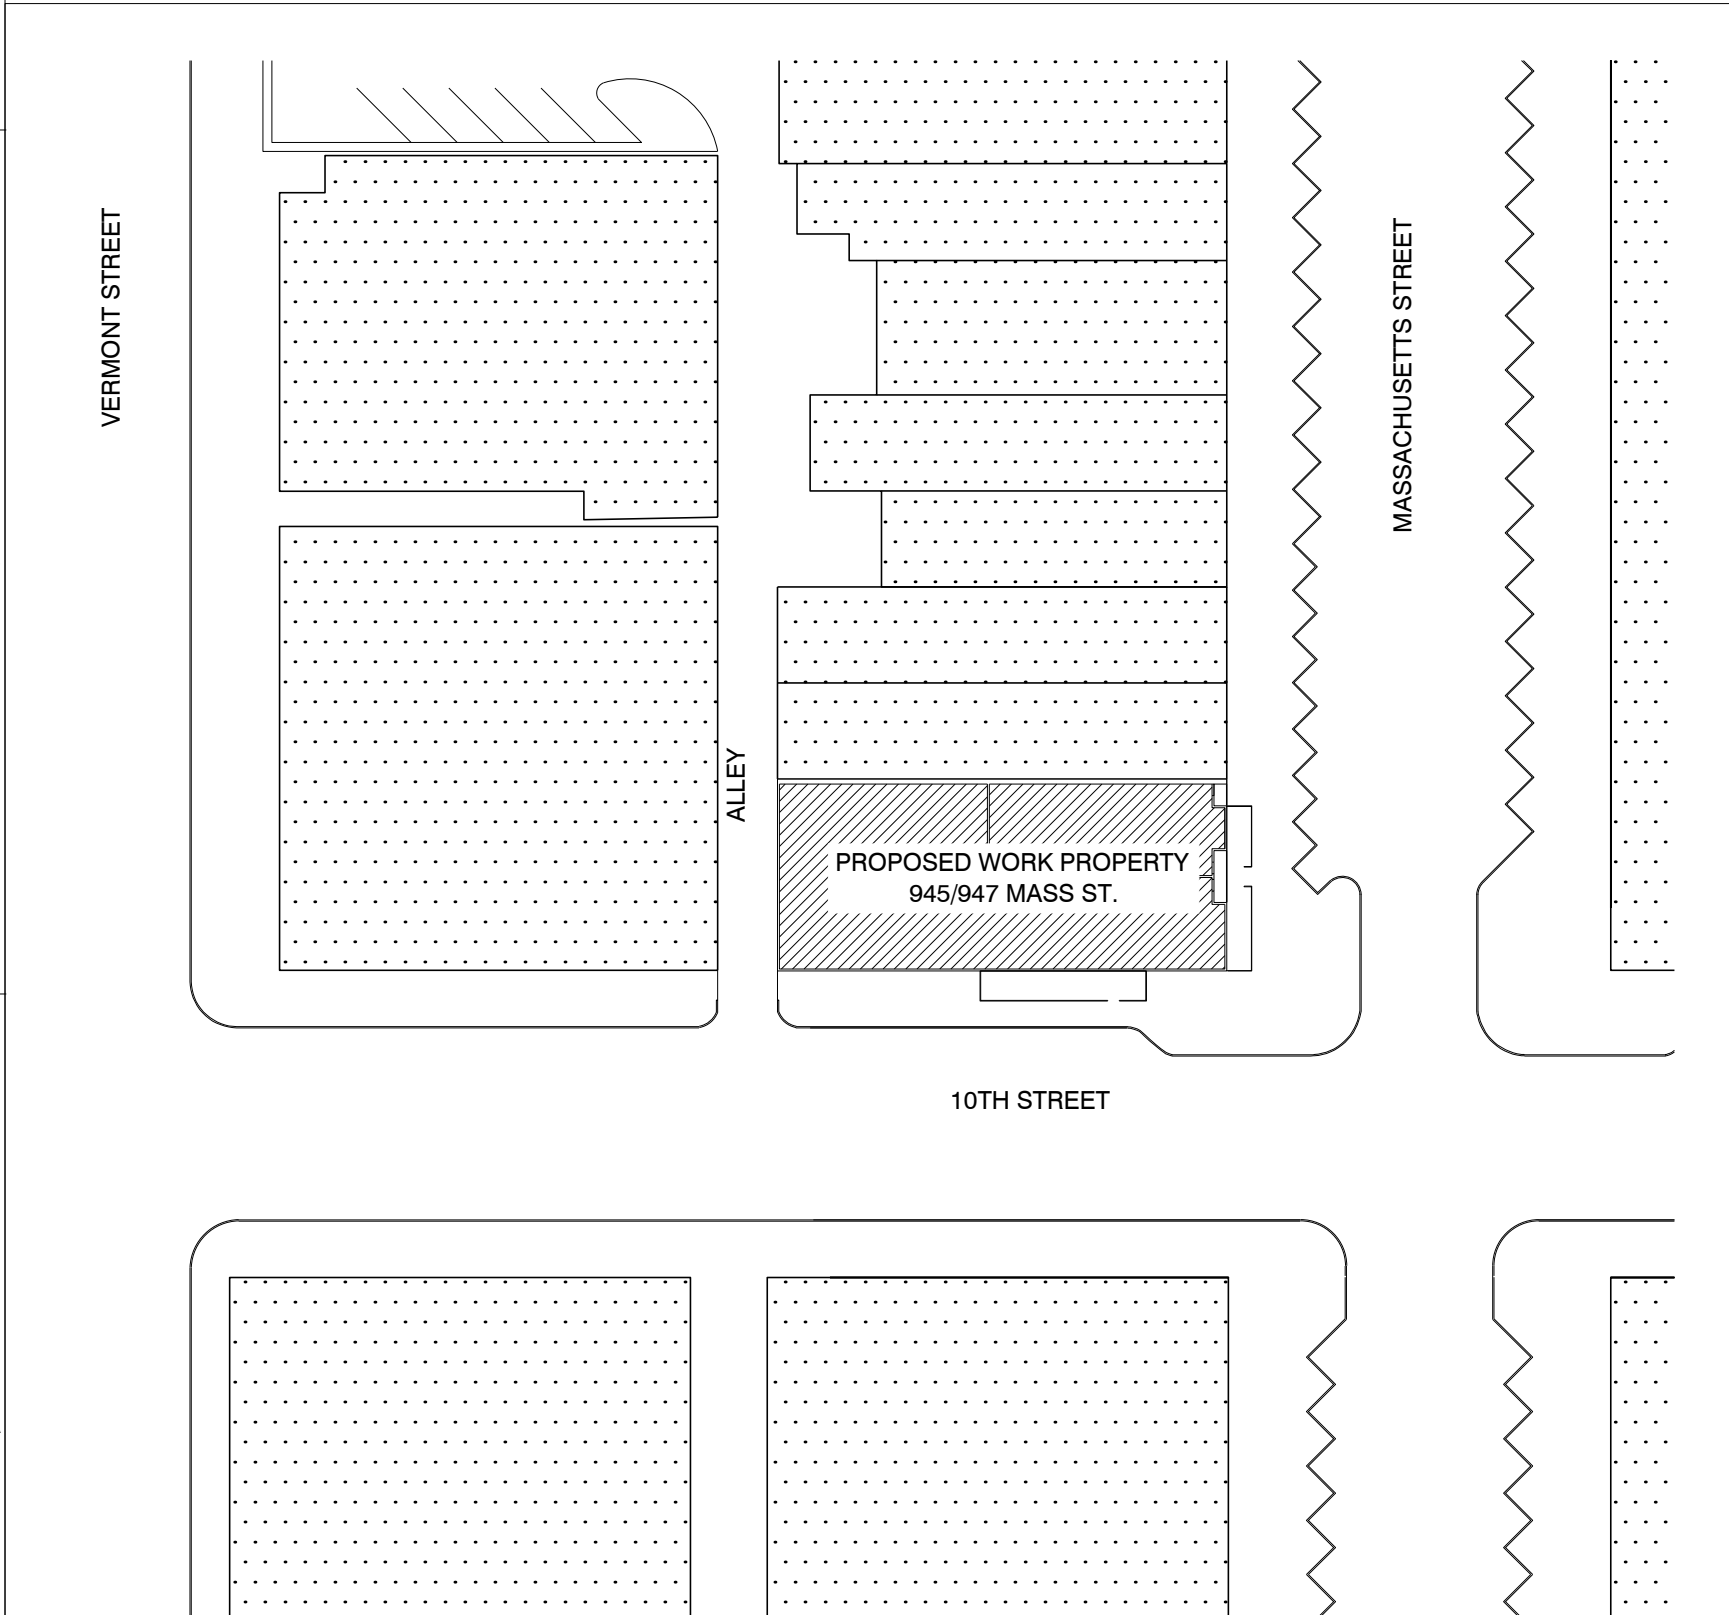 VERMONT STREET
MASSACHUSETTS STREET
ALLEY
PROPOSED WORK PROPERTY
945/947 MASS ST.
10TH STREET